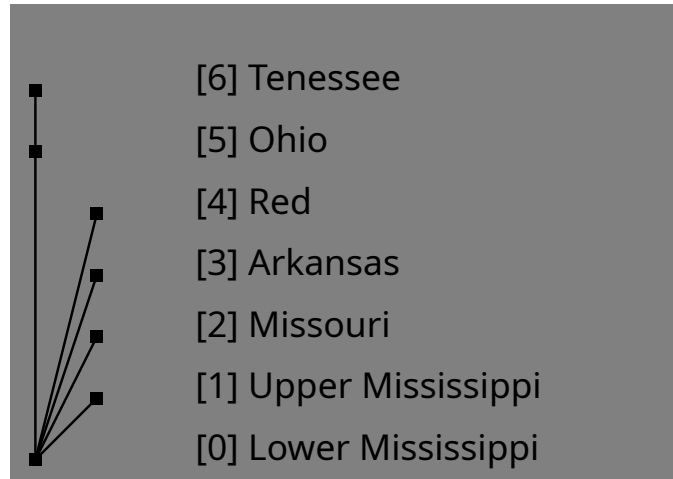 [6] Tenessee
[5] Ohio
[4] Red
[3] Arkansas
[2] Missouri
[1] Upper Mississippi
[0] Lower Mississippi